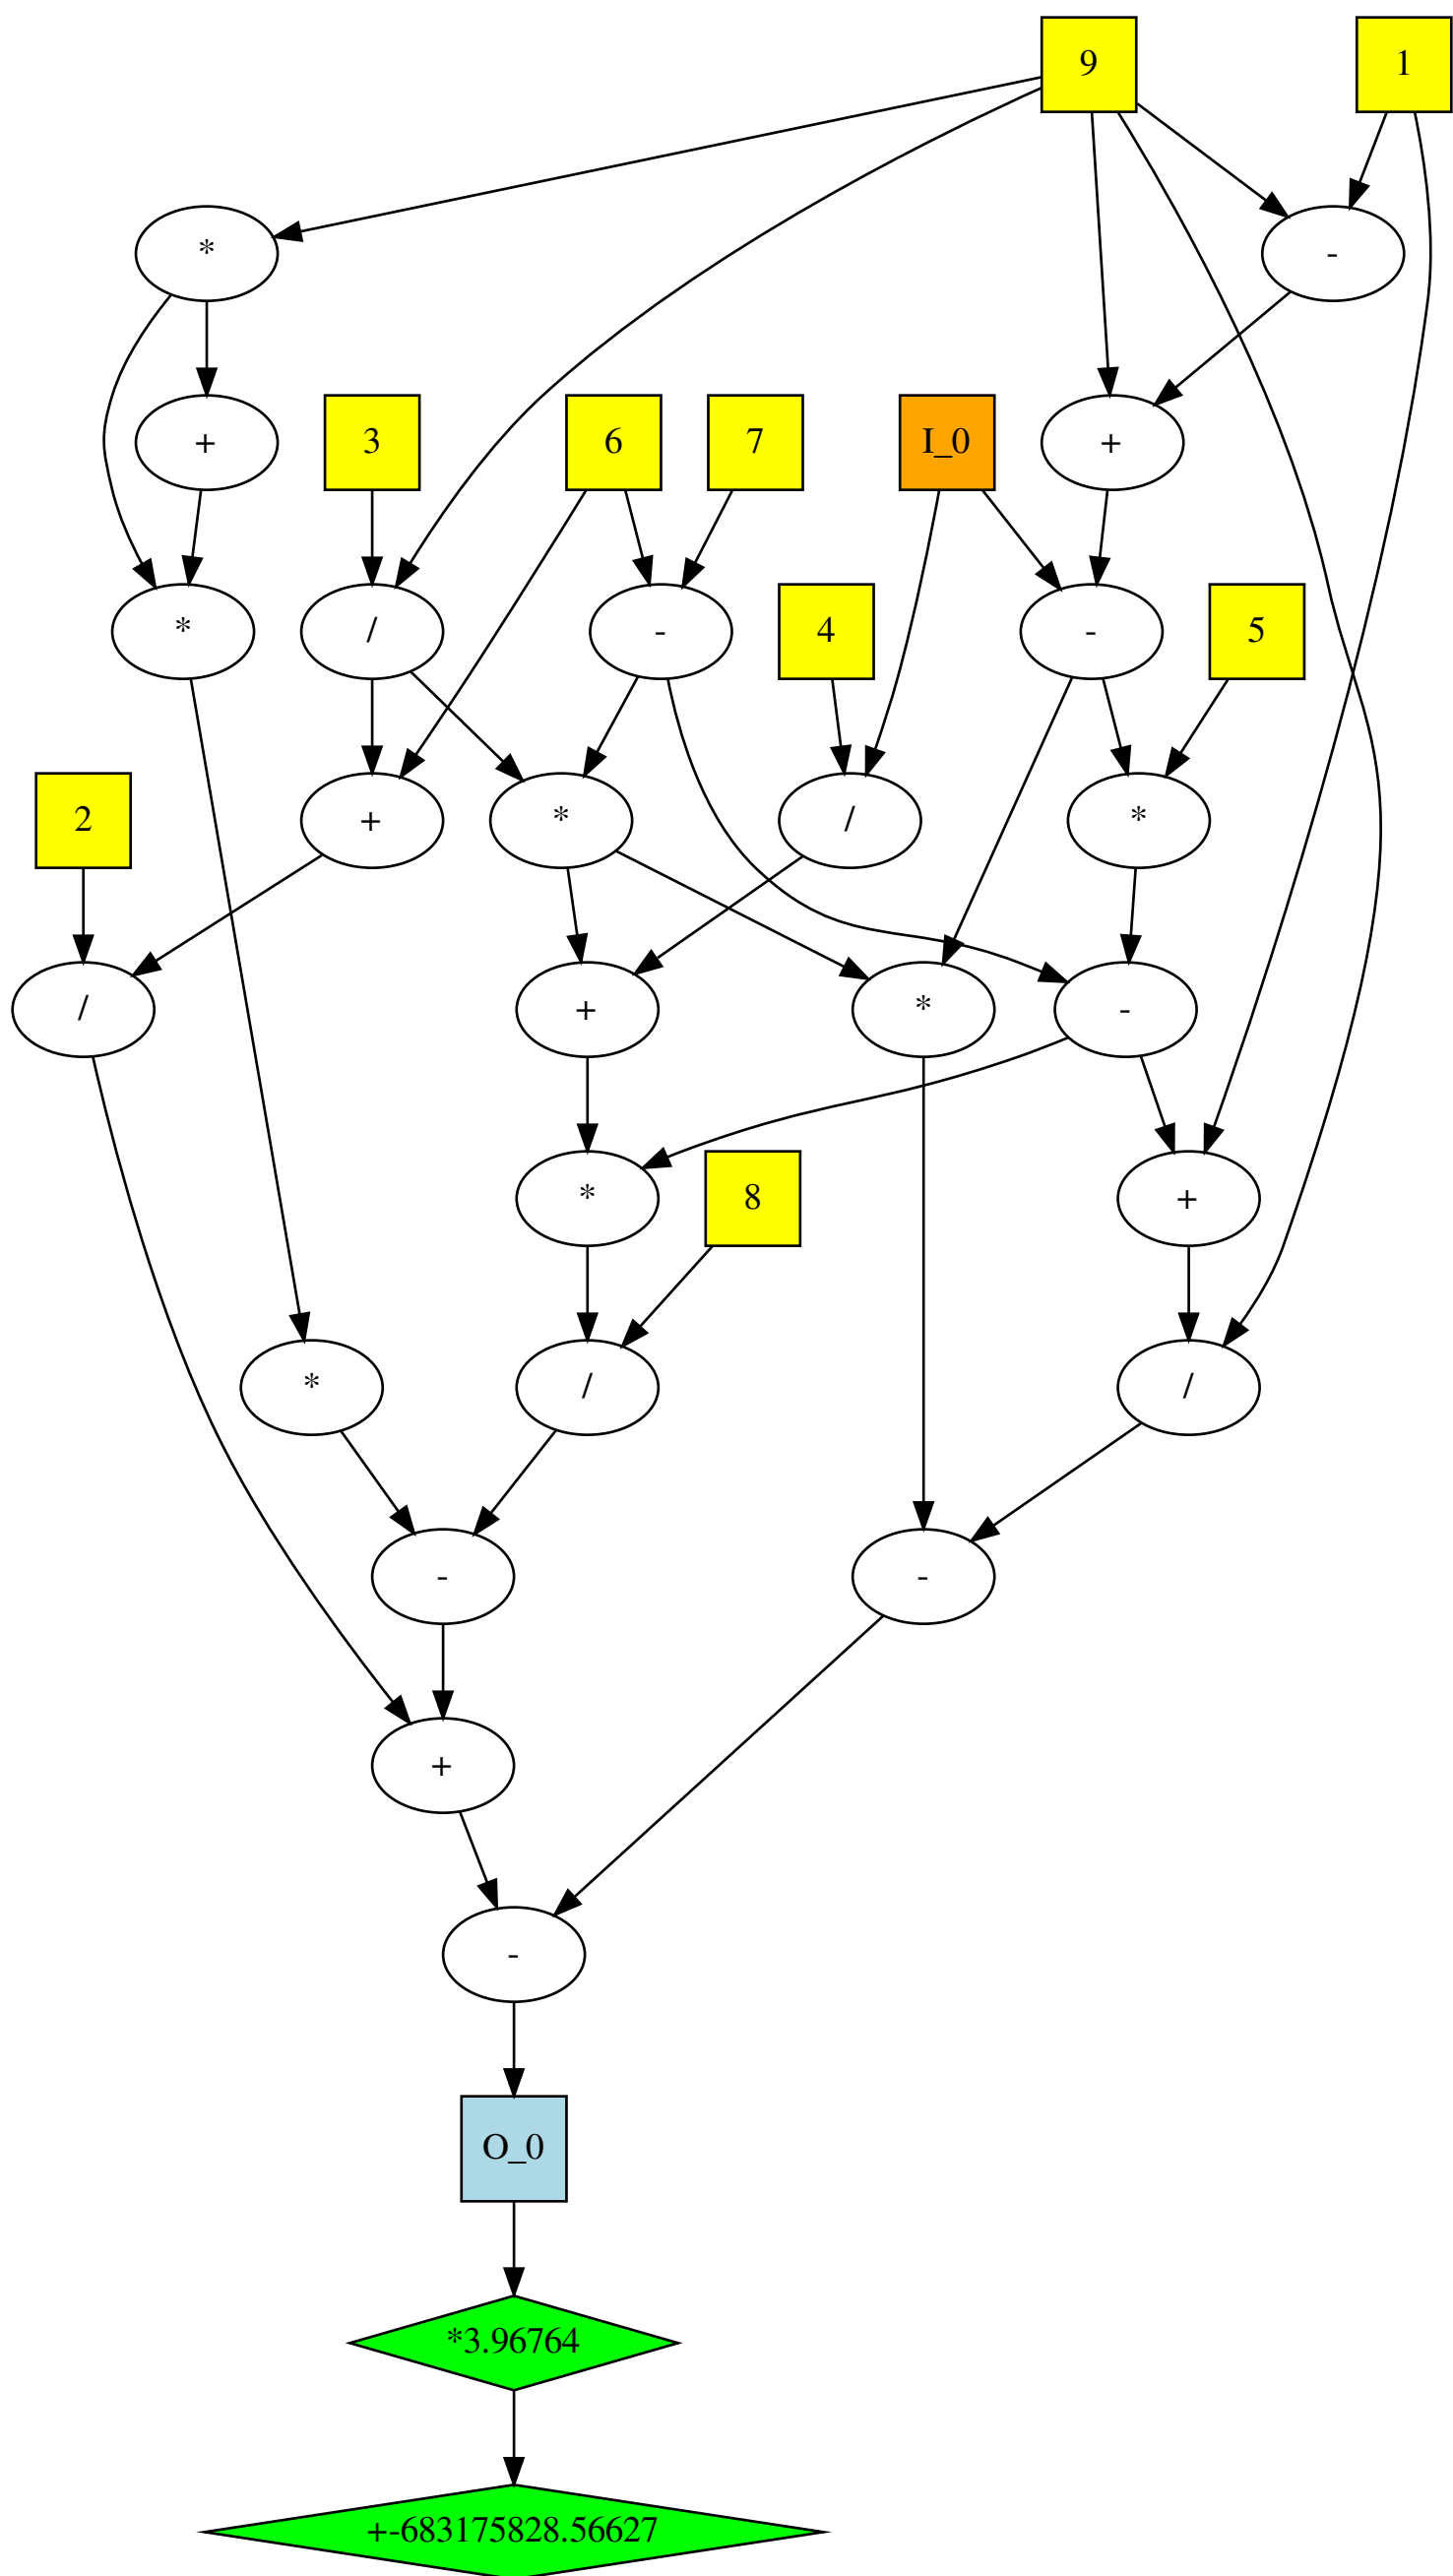 9 1
* -
+ 3 6 7 I_0 +
* / - 4 - 5
2 + * / *
/ + * -
* 8 +
* / /
- -
+
-
O_0
*3.96764
+-683175828.56627